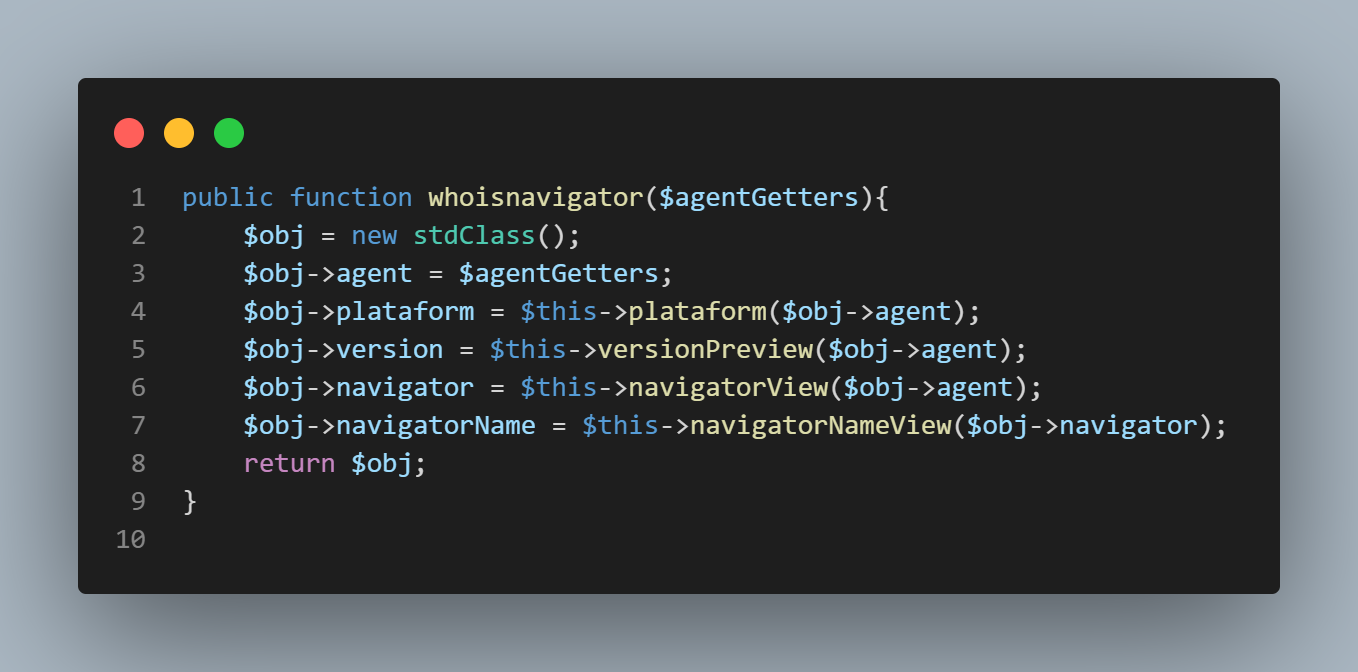 1 public function whoisnavigator($agentGetters){
2 $obj = new stdClass();
3 $obj->agent = $agentGetters;
4 $obj->plataform = $this->plataform($obj->agent);
5 $obj->version = $this->versionPreview($obj->agent);
6 $obj->navigator = $this->navigatorView($obj->agent);
7 $obj->navigatorName = $this->navigatorNameView($obj->navigator);
8 return $obj;
9 }
10